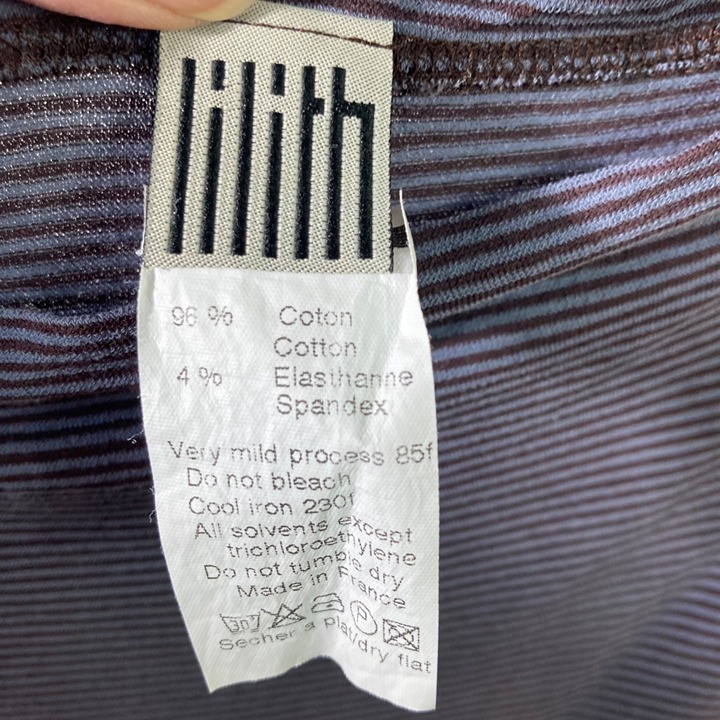 lilith
96 % Coton
Cotton
4 % Elasthanne
Spandex
Very mild process 85f
Do not bleach
Cool iron 230f
All solvents except
trichloroethylene
Do not tumble dry
Made in France
30 P
Secher a plat/dry flat